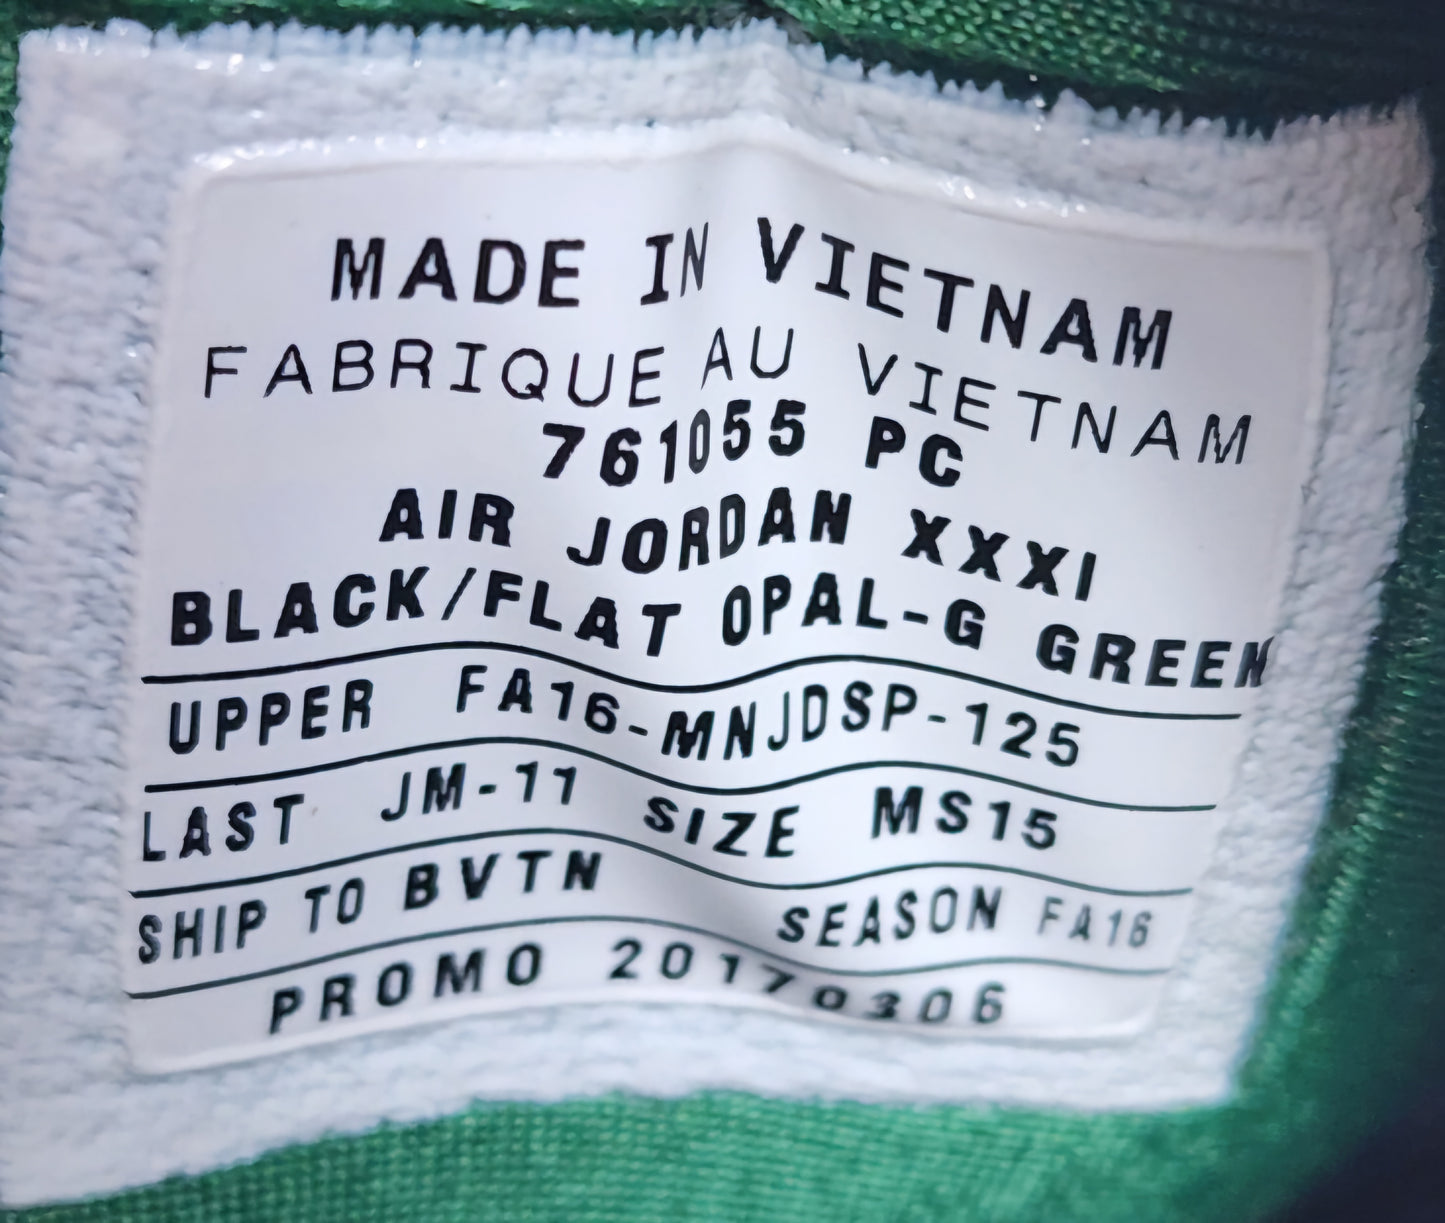 MADE IN VIETNAM
FABRIQUE AU VIETNAM
761055 PC
AIR JORDAN XXXI
BLACK/FLAT OPAL-G GREEN
UPPER FA16-MNJDSP-125
LAST JM-11 SIZE MS15
SHIP TO BVTN SEASON FA16
PROMO 20170306